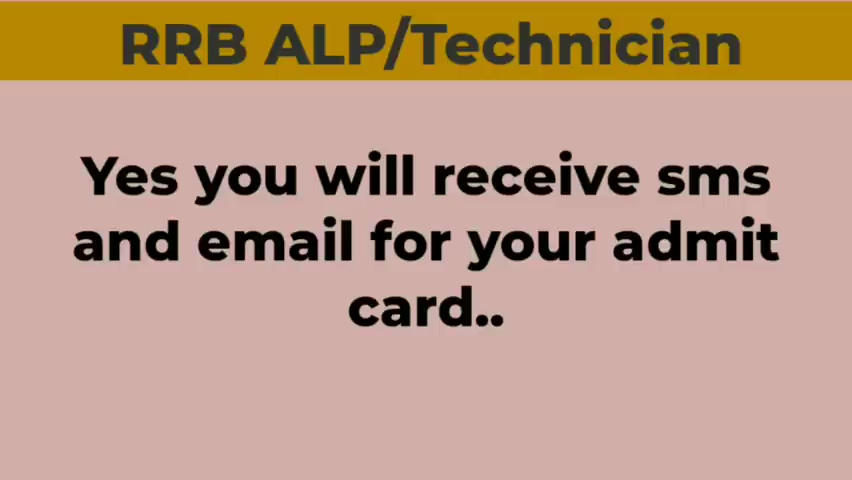 RRB ALP/Technician
Yes you will receive sms
and email for your admit
card..